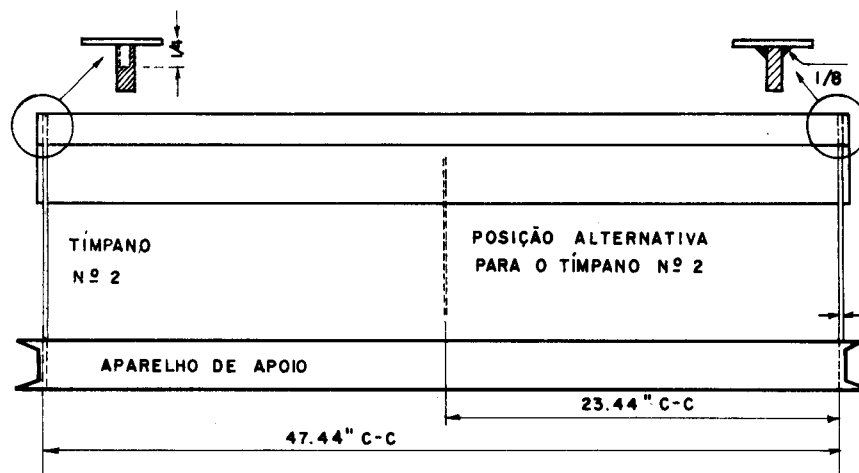 1/4
1/8
TÍMPANO
Nº 2
POSIÇÃO ALTERNATIVA
PARA O TÍMPANO Nº 2
APARELHO DE APOIO
23.44" C-C
47.44" C-C